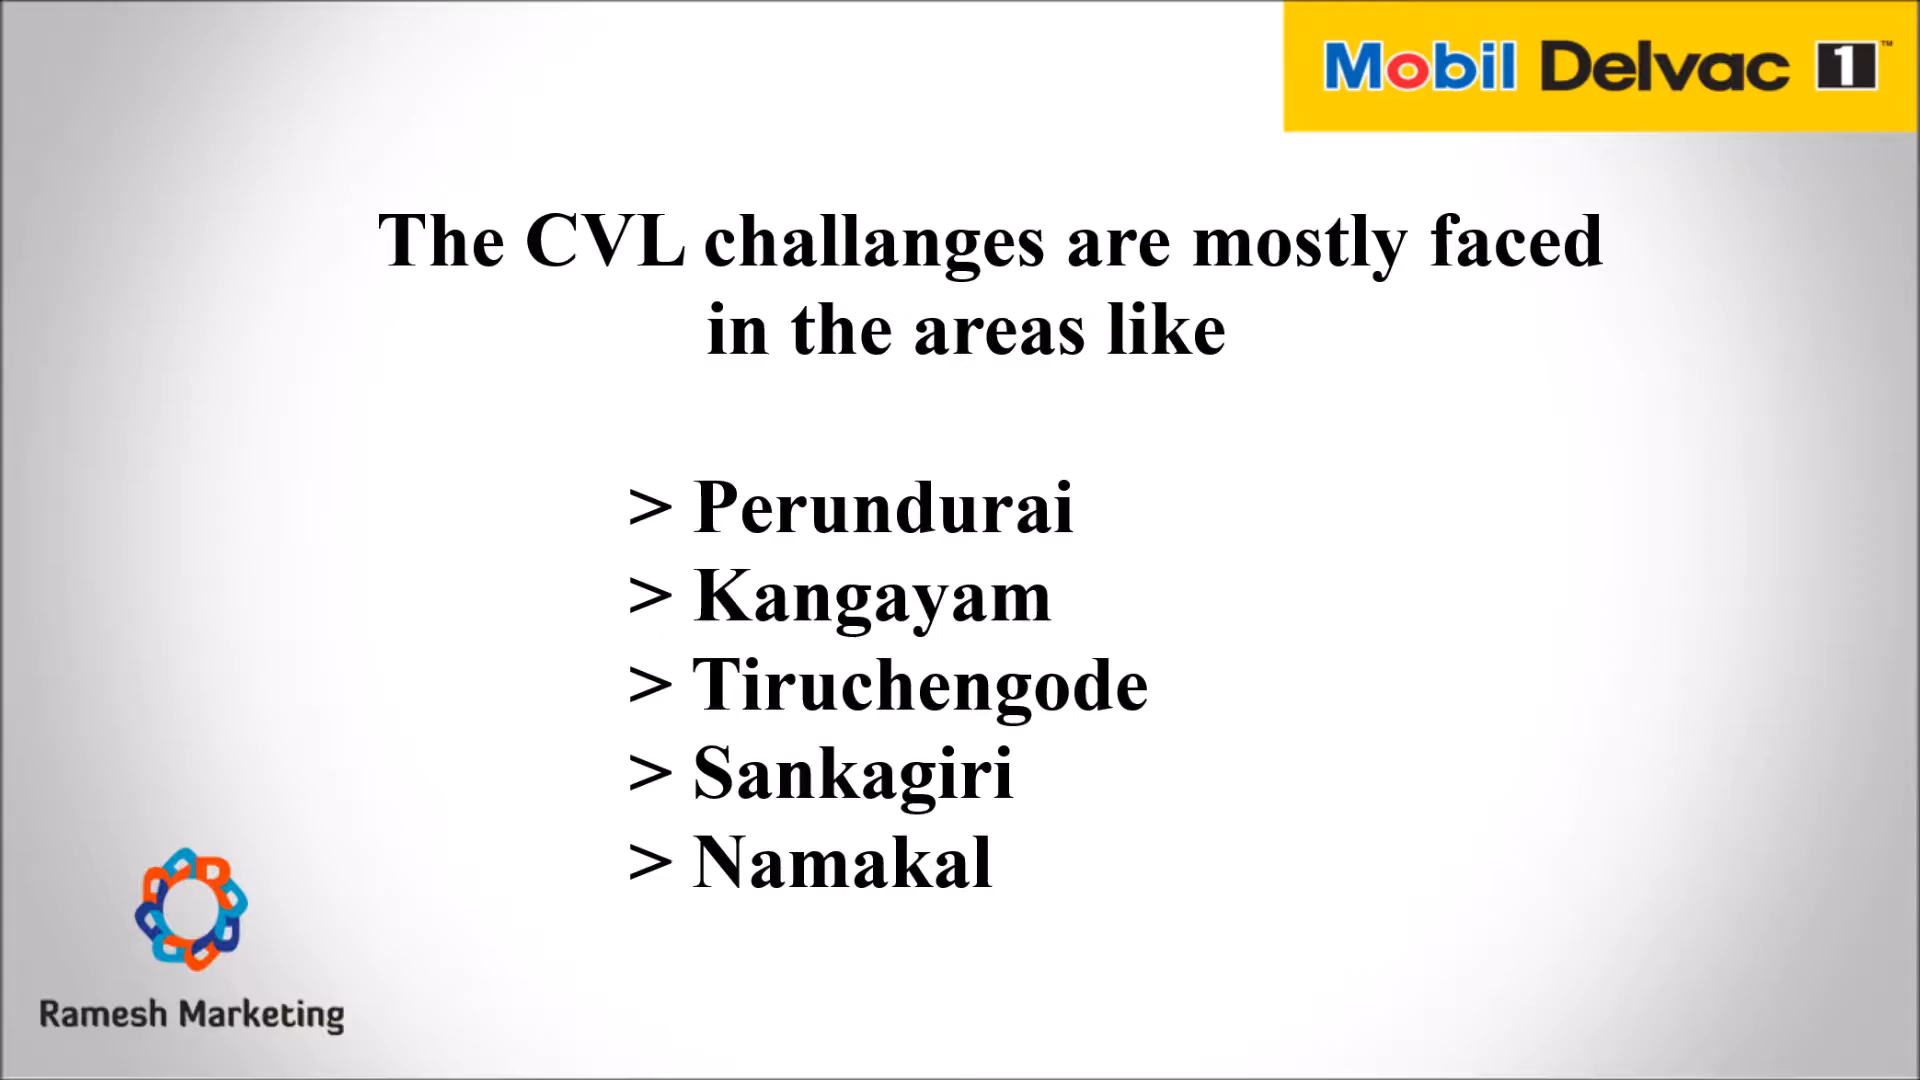 Mobil Delvac 1™
The CVL challanges are mostly faced
in the areas like
> Perundurai
> Kangayam
> Tiruchengode
> Sankagiri
> Namakal
Ramesh Marketing